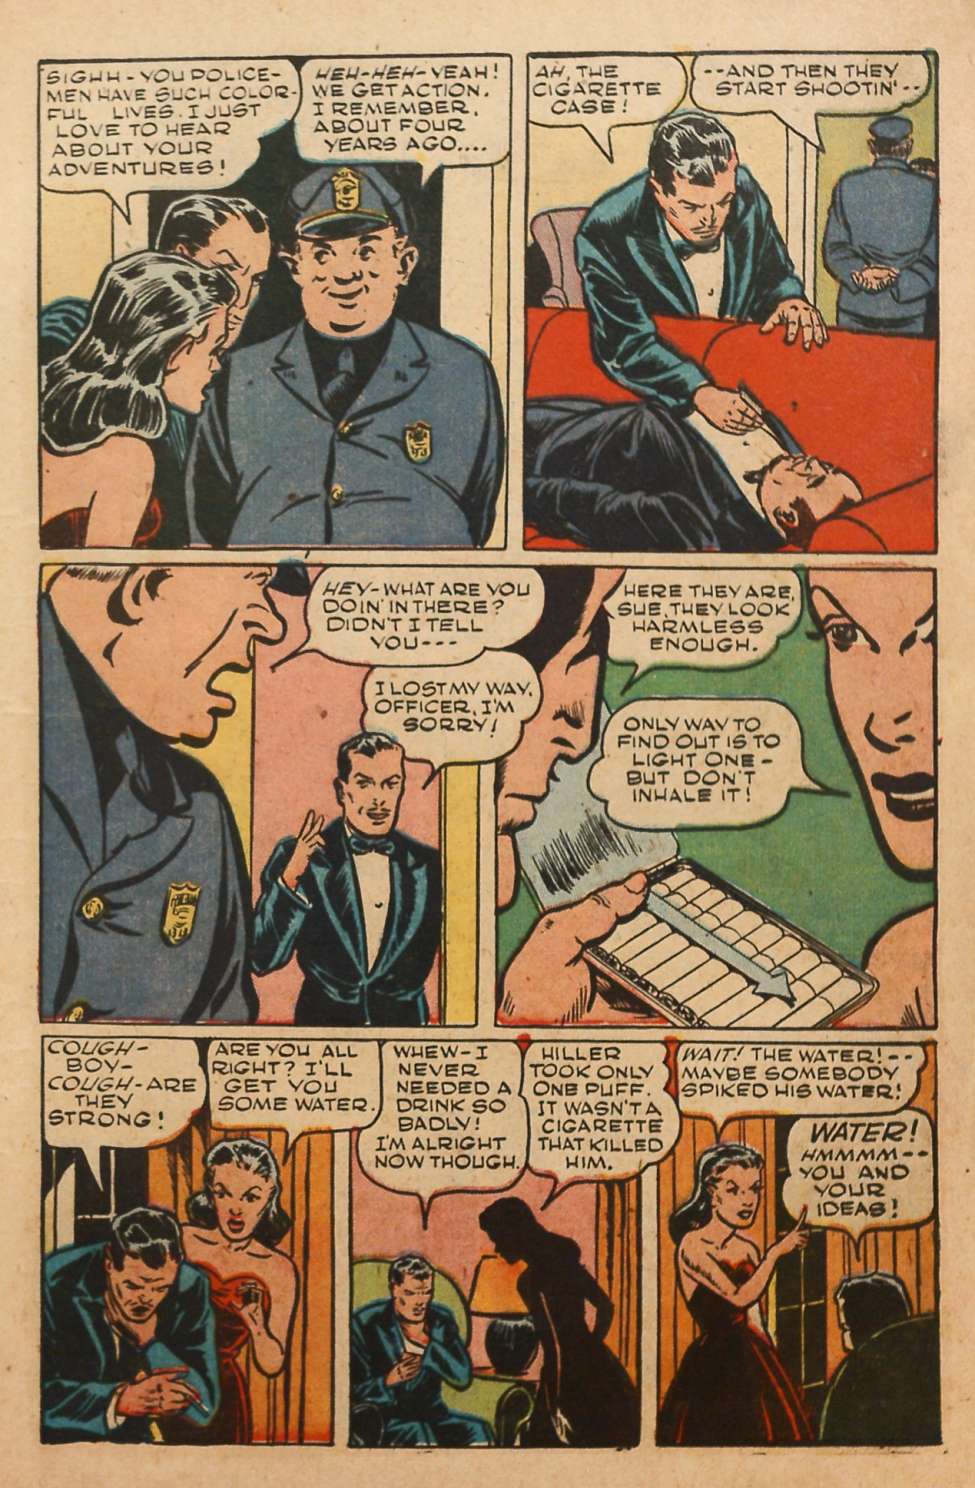 SIGHH - YOU POLICE-
MEN HAVE SUCH COLOR-
FUL LIVES. I JUST
LOVE TO HEAR
ABOUT YOUR
ADVENTURES!
HEH-HEH-YEAH!
WE GET ACTION.
I REMEMBER,
ABOUT FOUR
YEARS AGO....
AH, THE
CIGARETTE
CASE!
--AND THEN THEY
START SHOOTIN'--
HEY-WHAT ARE YOU
DOIN' IN THERE?
DIDN'T I TELL
YOU---
I LOST MY WAY,
OFFICER, I'M
SORRY!
HERE THEY ARE,
SUE, THEY LOOK
HARMLESS
ENOUGH.
ONLY WAY TO
FIND OUT IS TO
LIGHT ONE -
BUT DON'T
INHALE IT!
COUGH-
BOY-
COUGH-ARE
THEY
STRONG!
ARE YOU ALL
RIGHT? I'LL
GET YOU
SOME WATER.
WHEW-I
NEVER
NEEDED A
DRINK SO
BADLY!
I'M ALRIGHT
NOW THOUGH.
HILLER
TOOK ONLY
ONE PUFF.
IT WASN'T A
CIGARETTE
THAT KILLED
HIM.
WAIT! THE WATER!--
MAYBE SOMEBODY
SPIKED HIS WATER!
WATER!
HMMMM--
YOU AND
YOUR
IDEAS!